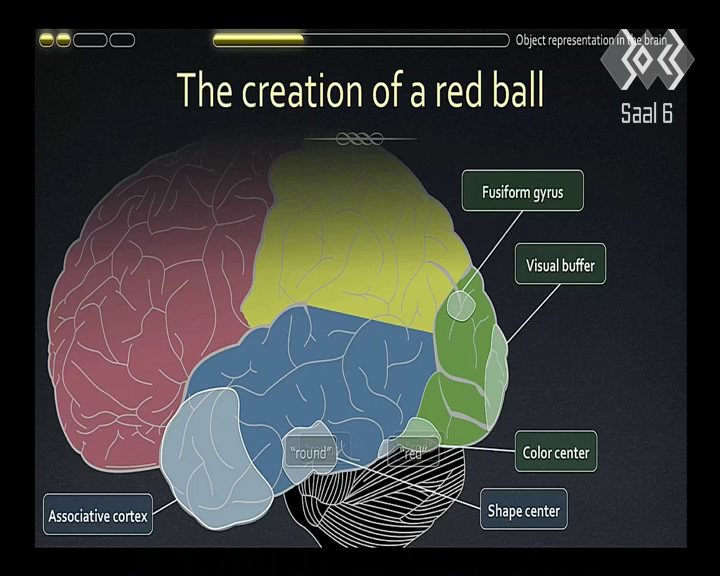 Object representation in the brain
Saal 6
The creation of a red ball
Fusiform gyrus
Visual buffer
"round"
"red"
Color center
Associative cortex
Shape center